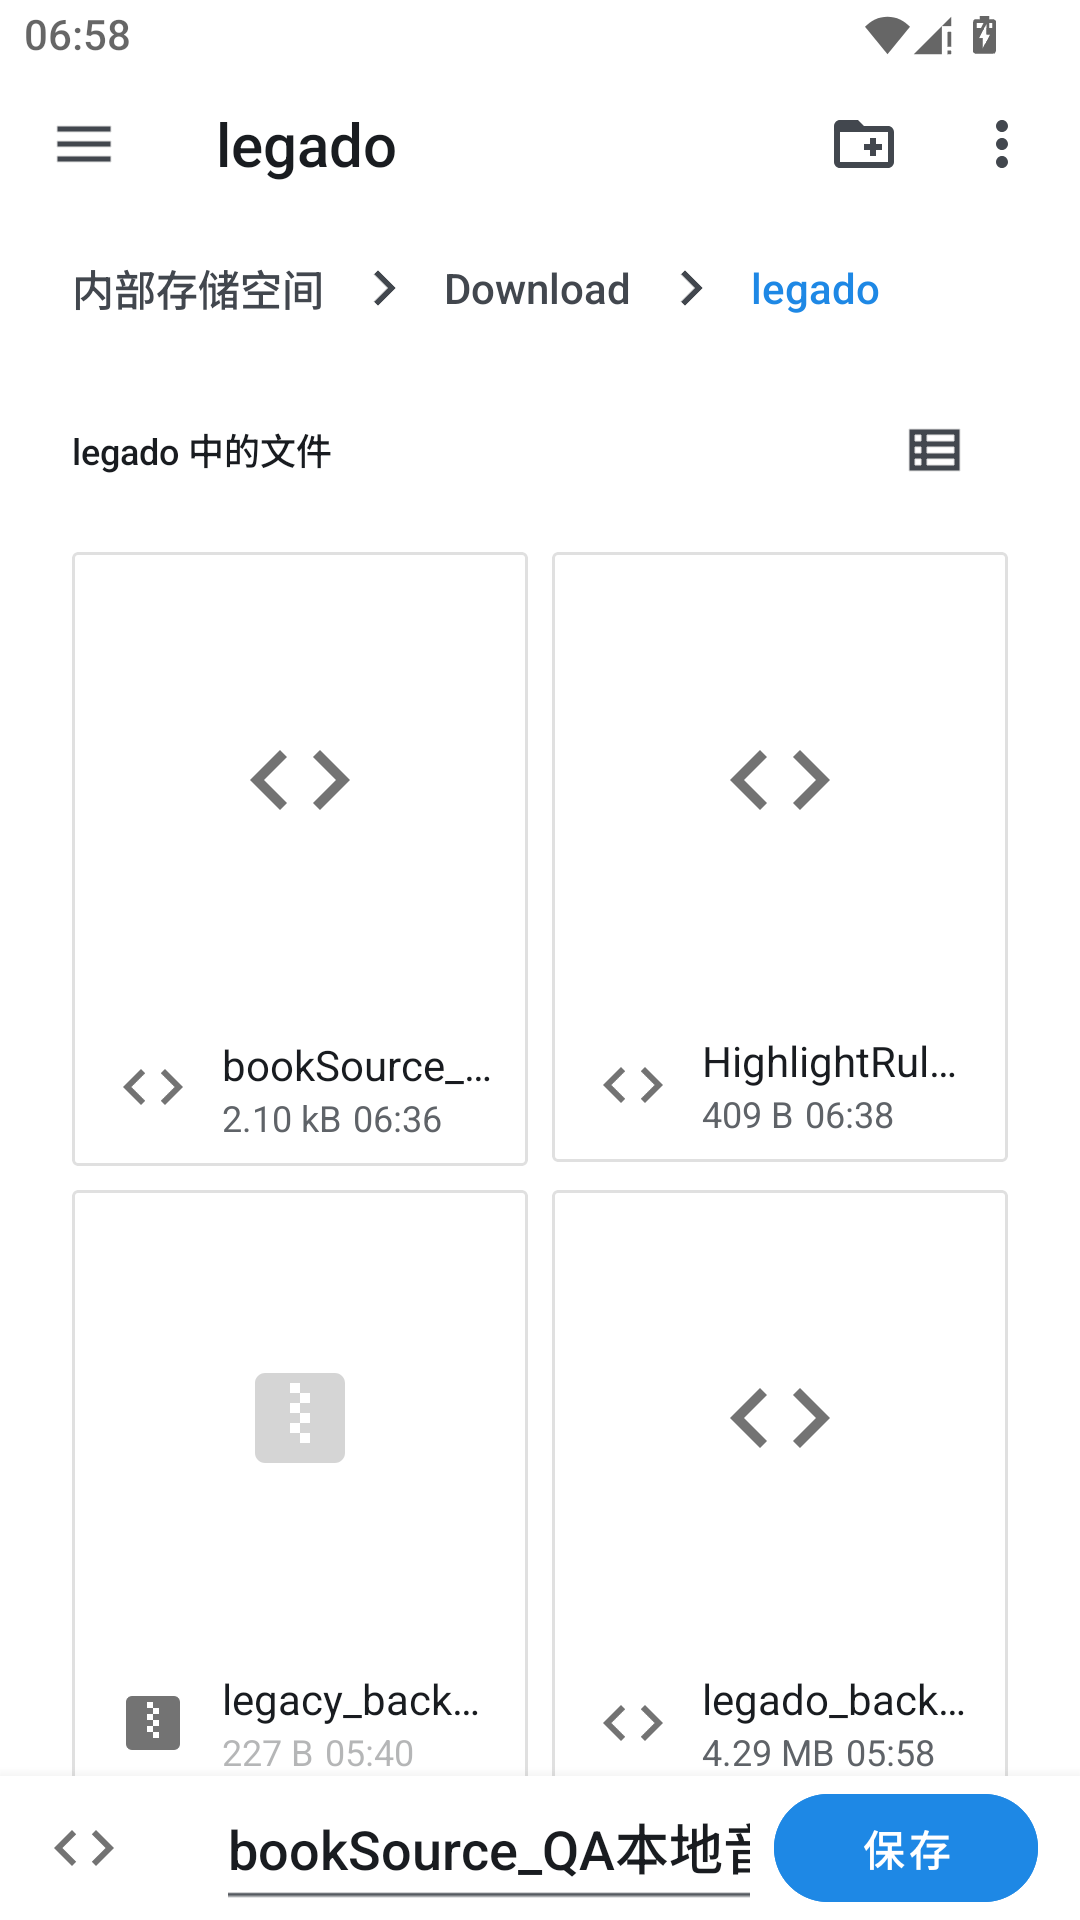 06:58
legado
内部存储空间 Download legado
legado 中的文件
bookSource_...
2.10 kB 06:36
HighlightRul...
409 B 06:38
legacy_back...
227 B 05:40
legado_back...
4.29 MB 05:58
bookSource_QA本地
保存